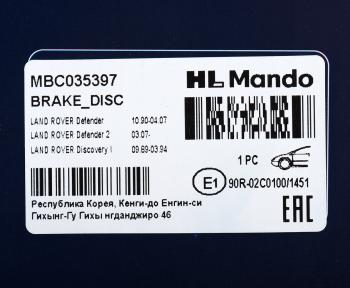 MBC035397
HL Mando
BRAKE_DISC
LAND ROVER Defender 10.90-04.07
LAND ROVER Defender 2 03.07-
LAND ROVER Discovery I 09.89-03.94
1 PC
E1 90R-02C0100/1451
Республика Корея, Кенги-до Енгин-си
Гихынг-Гу Гихы нгданджиро 46
EAC